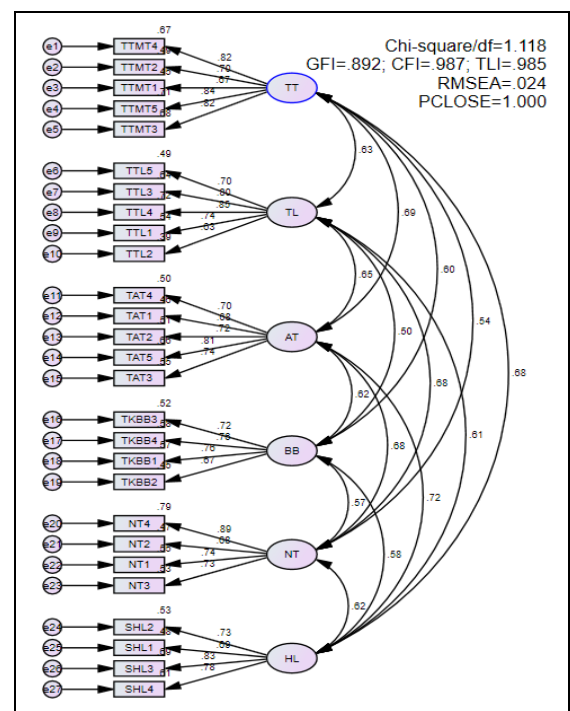 Chi-square/df=1.118
GFI=.892; CFI=.987; TLI=.985
RMSEA=.024
PCLOSE=1.000
.67
e1 TTMT4 .82
e2 TTMT2 .70
e3 TTMT1 .67
e4 TTMT5 .84
e5 TTMT3 .82
TT
.63
.49
e6 TTL5 .70
e7 TTL3 .80
e8 TTL4 .85
e9 TTL1 .74
e10 TTL2 .63
TL
.69
.65
.60
.50
.54
.50
e11 TAT4 .70
e12 TAT1 .68
e13 TAT2 .72
e14 TAT5 .81
e15 TAT3 .74
AT
.68
.68
.62
.61
.68
.72
.52
e16 TKBB3 .72
e17 TKBB4
e18 TKBB1 .76
e19 TKBB2 .67
BB
.57
.58
.79
e20 NT4 .89
e21 NT2 .68
e22 NT1 .74
e23 NT3 .73
NT
.62
.53
e24 SHL2 .73
e25 SHL1 .69
e26 SHL3 .83
e27 SHL4 .78
HL